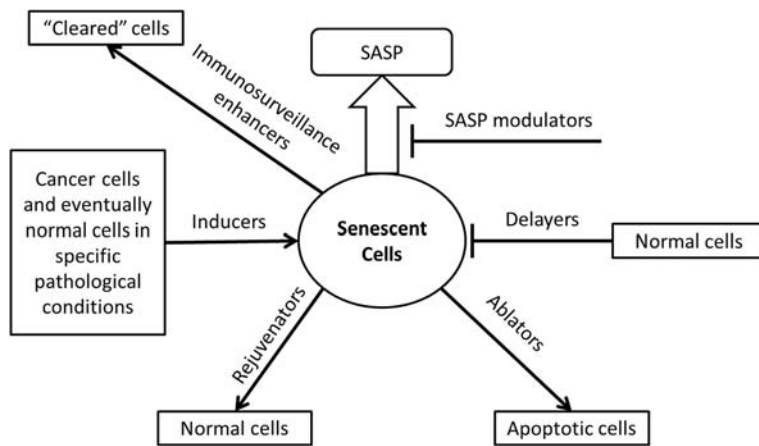 “Cleared” cells
SASP
Immunosurveillance
enhancers
SASP modulators
Cancer cells
and eventually
normal cells in
specific
pathological
conditions
Inducers
Senescent
Cells
Delayers
Normal cells
Rejuvenators
Ablators
Normal cells
Apoptotic cells